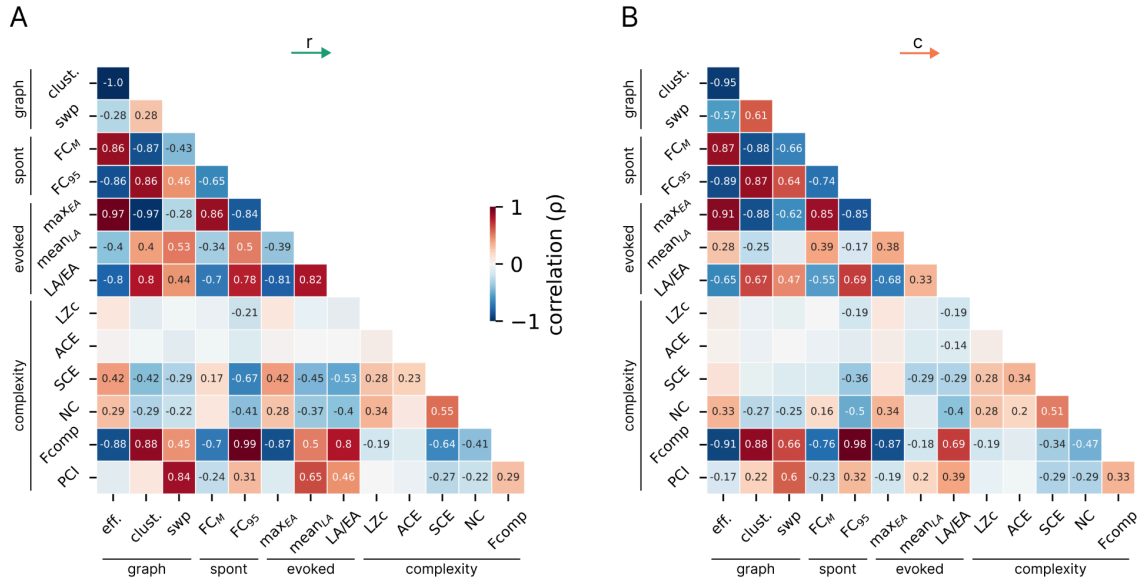 A
r
graph
clust.
-1.0
swp
-0.28 0.28
spont
FCM
0.86 -0.87 -0.43
FC95
-0.86 0.86 0.46 -0.65
evoked
maxEA
0.97 -0.97 -0.28 0.86 -0.84
meanLA
-0.4 0.4 0.53 -0.34 0.5 -0.39
LA/EA
-0.8 0.8 0.44 -0.7 0.78 -0.81 0.82
complexity
LZc
-0.21
ACE
SCE
0.42 -0.42 -0.29 0.17 -0.67 0.42 -0.45 -0.53 0.28 0.23
NC
0.29 -0.29 -0.22 -0.41 0.28 -0.37 -0.4 0.34 0.55
Fcomp
-0.88 0.88 0.45 -0.7 0.99 -0.87 0.5 0.8 -0.19 -0.64 -0.41
PCI
0.84 -0.24 0.31 0.65 0.46 -0.27 -0.22 0.29
eff. clust. swp FCM FC95 maxEA meanLA LA/EA LZc ACE SCE NC Fcomp
graph spont evoked complexity
1
0
−1
correlation (ρ)
B
c
graph
clust.
-0.95
swp
-0.57 0.61
spont
FCM
0.87 -0.88 -0.66
FC95
-0.89 0.87 0.64 -0.74
evoked
maxEA
0.91 -0.88 -0.62 0.85 -0.85
meanLA
0.28 -0.25 0.39 -0.17 0.38
LA/EA
-0.65 0.67 0.47 -0.55 0.69 -0.68 0.33
complexity
LZc
-0.19 -0.19
ACE
-0.14
SCE
-0.36 -0.29 -0.29 0.28 0.34
NC
0.33 -0.27 -0.25 0.16 -0.5 0.34 -0.4 0.28 0.2 0.51
Fcomp
-0.91 0.88 0.66 -0.76 0.98 -0.87 -0.18 0.69 -0.19 -0.34 -0.47
PCI
-0.17 0.22 0.6 -0.23 0.32 -0.19 0.2 0.39 -0.29 -0.29 0.33
eff. clust. swp FCM FC95 maxEA meanLA LA/EA LZc ACE SCE NC Fcomp
graph spont evoked complexity